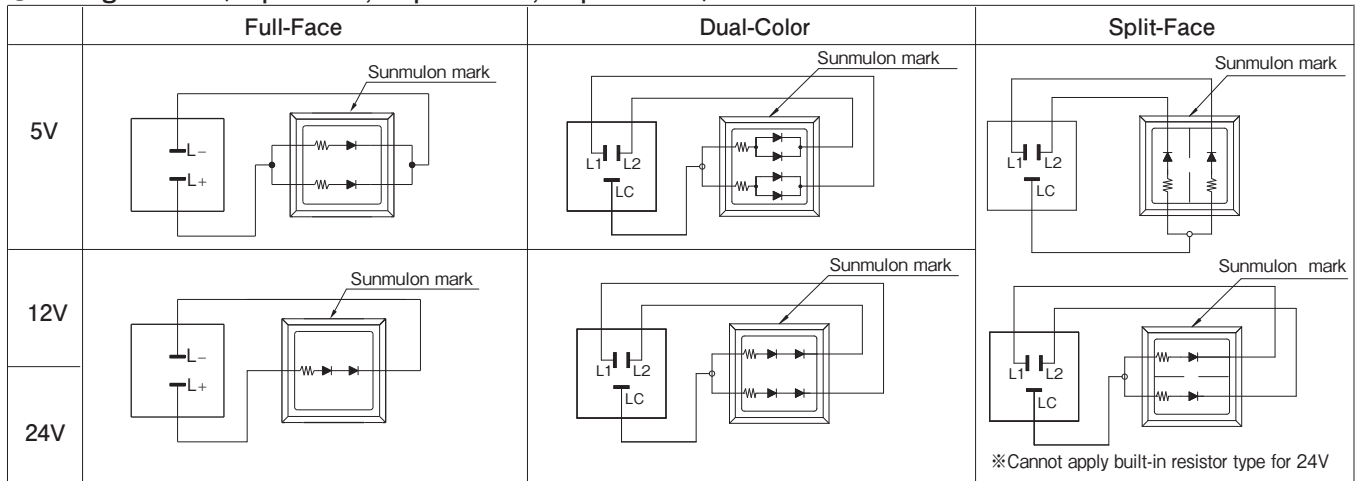 Full-Face Dual-Color Split-Face
5V
Sunmulon mark
L-
L+
Sunmulon mark
L1 L2
LC
Sunmulon mark
L1 L2
LC
12V
24V
Sunmulon mark
L-
L+
Sunmulon mark
L1 L2
LC
Sunmulon mark
L1 L2
LC
※Cannot apply built-in resistor type for 24V